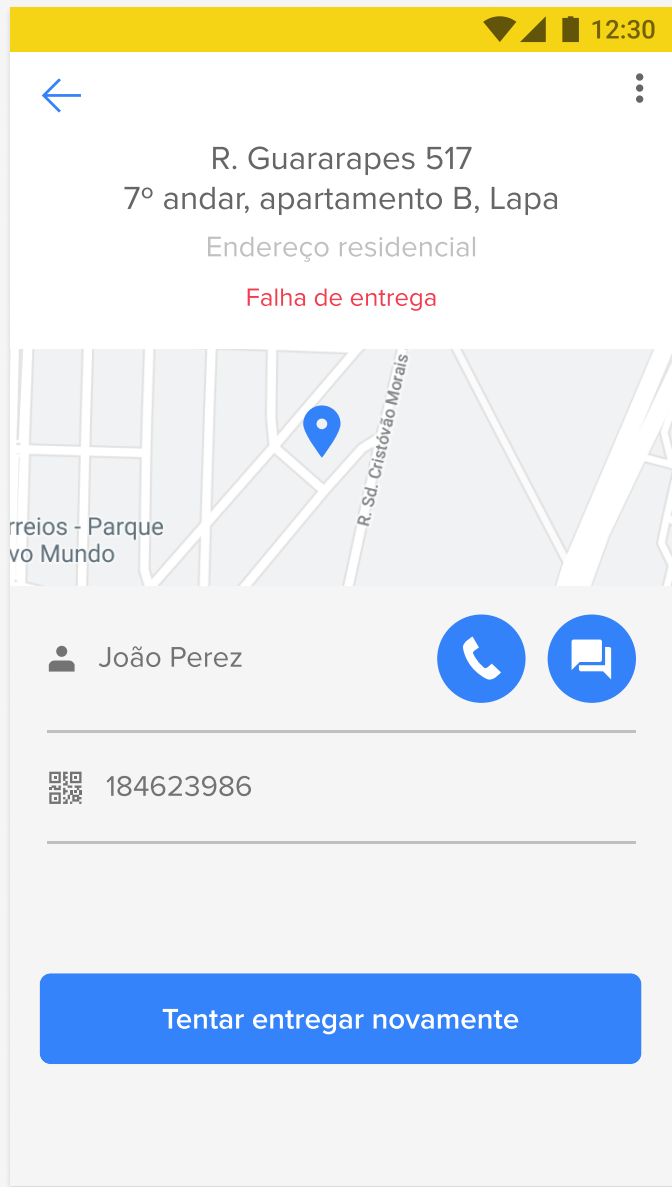 12:30
R. Guararapes 517
7º andar, apartamento B, Lapa
Endereço residencial
Falha de entrega
R. Sd. Cristóvão Morais
rreios - Parque
vo Mundo
João Perez
184623986
Tentar entregar novamente